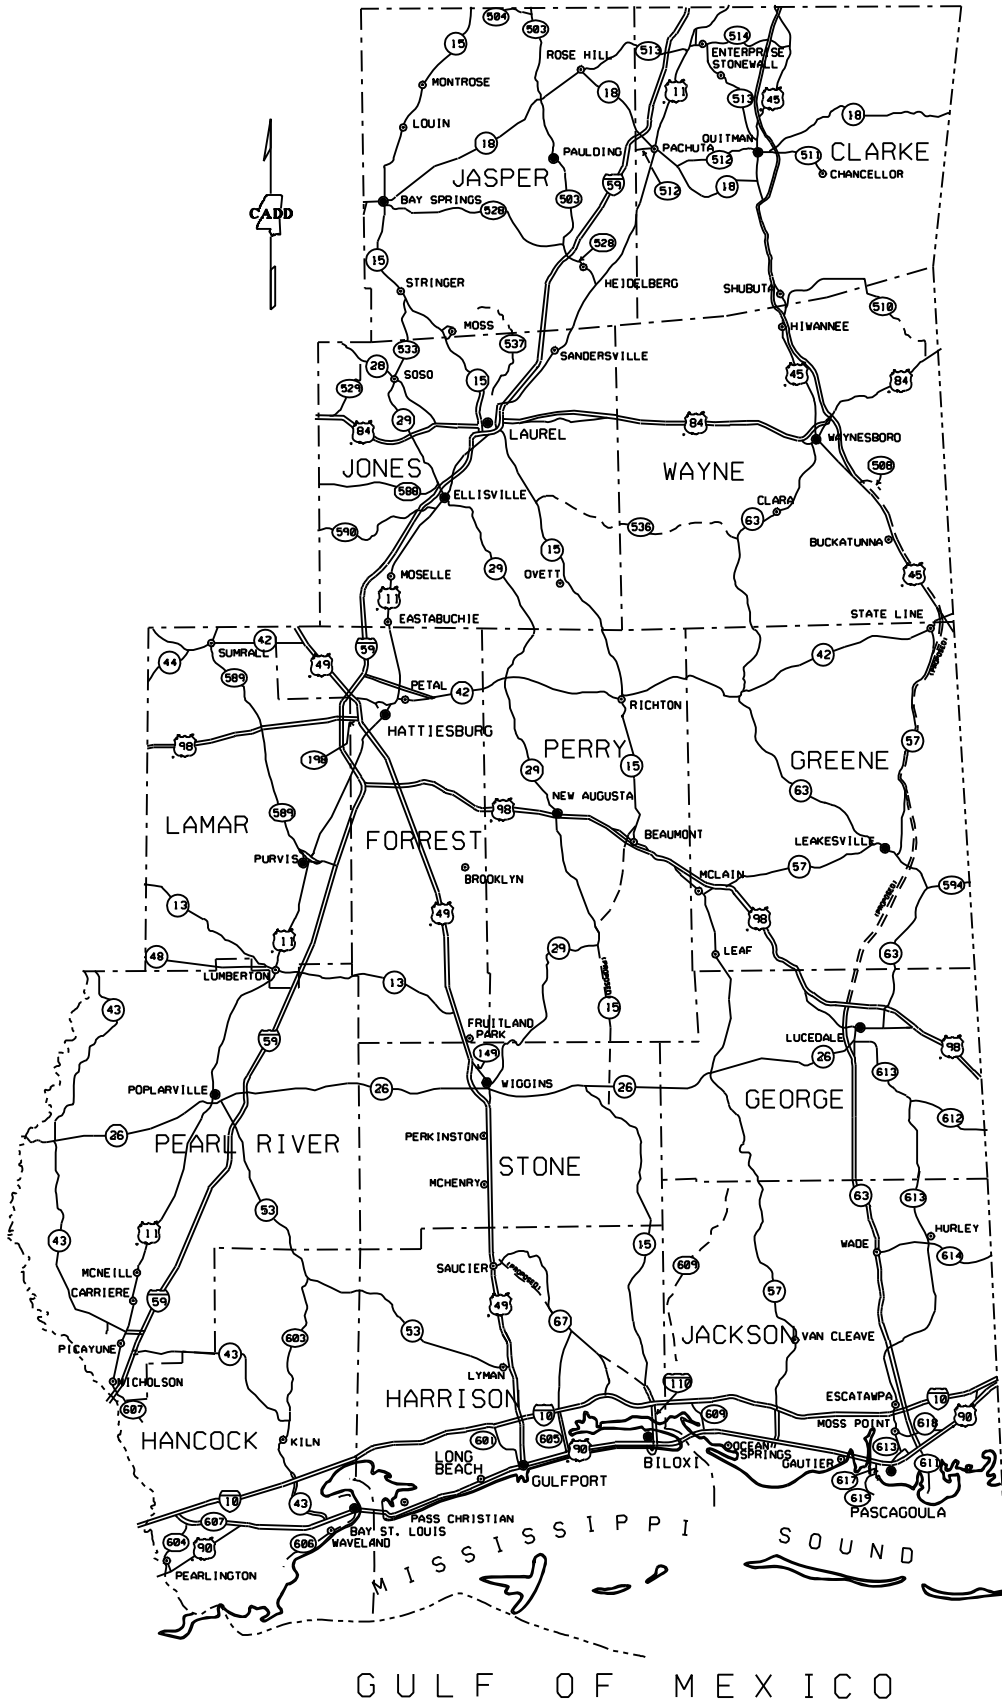 504
503
15
ROSE HILL
513
514
ENTERPRISE
STONEWALL
MONTROSE
18
11
513
45
LOUIN
18
18
QUITMAN
PAULDING
PACHUTA
512
511
CLARKE
JASPER
59
CHANCELLOR
512
18
BAY SPRINGS
528
503
CADD
528
15
HEIDELBERG
STRINGER
SHUBUTA
510
MOSS
HIWANNEE
537
533
SANDERSVILLE
28
SOSO
15
45
84
529
29
84
84
LAUREL
WAYNESBORO
JONES
WAYNE
508
588
ELLISVILLE
CLARA
63
590
536
BUCKATUNNA
15
29
OVETT
45
MOSELLE
11
EASTABUCHIE
STATE LINE
42
SUMRALL
59
42
44
49
(PROPOSED)
589
PETAL
42
RICHTON
HATTIESBURG
57
98
PERRY
198
GREENE
15
29
63
NEW AUGUSTA
98
589
LAMAR
FORREST
BEAUMONT
LEAKESVILLE
PURVIS
57
BROOKLYN
MCLAIN
594
13
(PROPOSED)
49
98
11
29
LEAF
63
48
LUMBERTON
(PROPOSED)
13
43
15
FRUITLAND
PARK
59
LUCEDALE
98
149
26
613
WIGGINS
26
26
POPLARVILLE
GEORGE
612
26
PERKINSTON
PEARL RIVER
STONE
MCHENRY
63
613
53
11
HURLEY
43
15
WADE
614
MCNEILL
SAUCIER
(PROPOSED)
609
CARRIERE
59
49
57
67
53
603
PICAYUNE
JACKSON
VAN CLEAVE
43
LYMAN
NICHOLSON
110
HARRISON
ESCATAWPA
10
607
10
609
MOSS POINT
618
90
HANCOCK
KILN
601
605
90
613
OCEAN
SPRINGS
LONG
BEACH
BILOXI
GAUTIER
611
GULFPORT
617
10
43
619
PASCAGOULA
PASS CHRISTIAN
607
BAY ST. LOUIS
WAVELAND
604
90
606
PEARLINGTON
MISSISSIPPI SOUND
GULF OF MEXICO